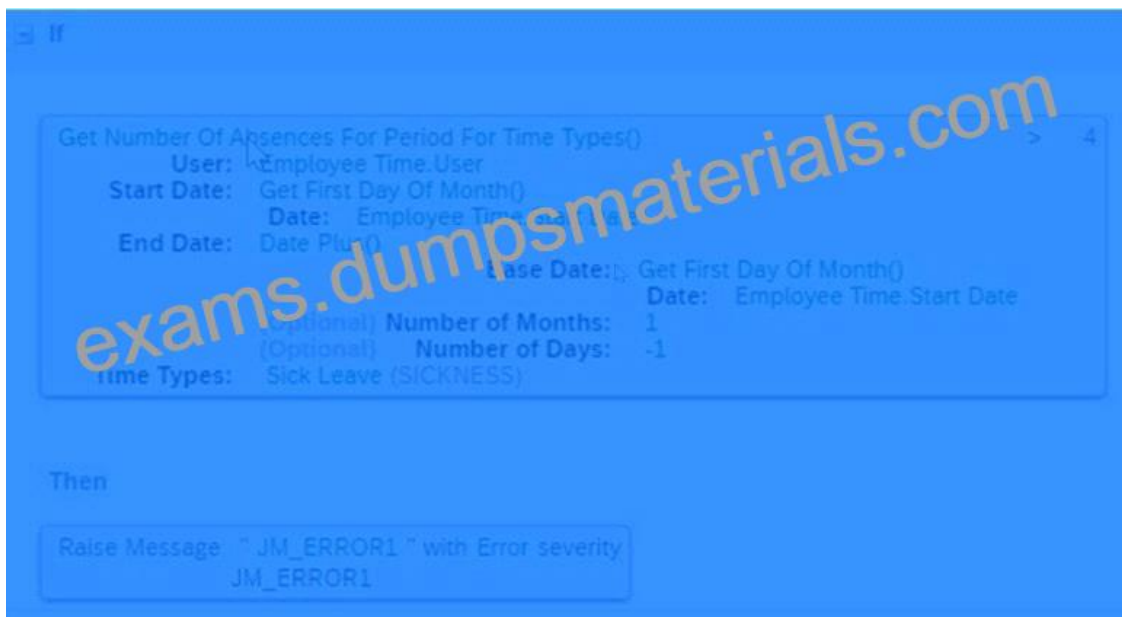 If
Get Number Of Absences For Period For Time Types() > 4
User: Employee Time.User
Start Date: Get First Day Of Month()
Date: Employee Time.Start Date
End Date: Date Plus()
Base Date: Get First Day Of Month()
Date: Employee Time.Start Date
(Optional) Number of Months: 1
(Optional) Number of Days: -1
Time Types: Sick Leave (SICKNESS)
exams.dumpsmaterials.com
Then
Raise Message " JM_ERROR1 " with Error severity
JM_ERROR1